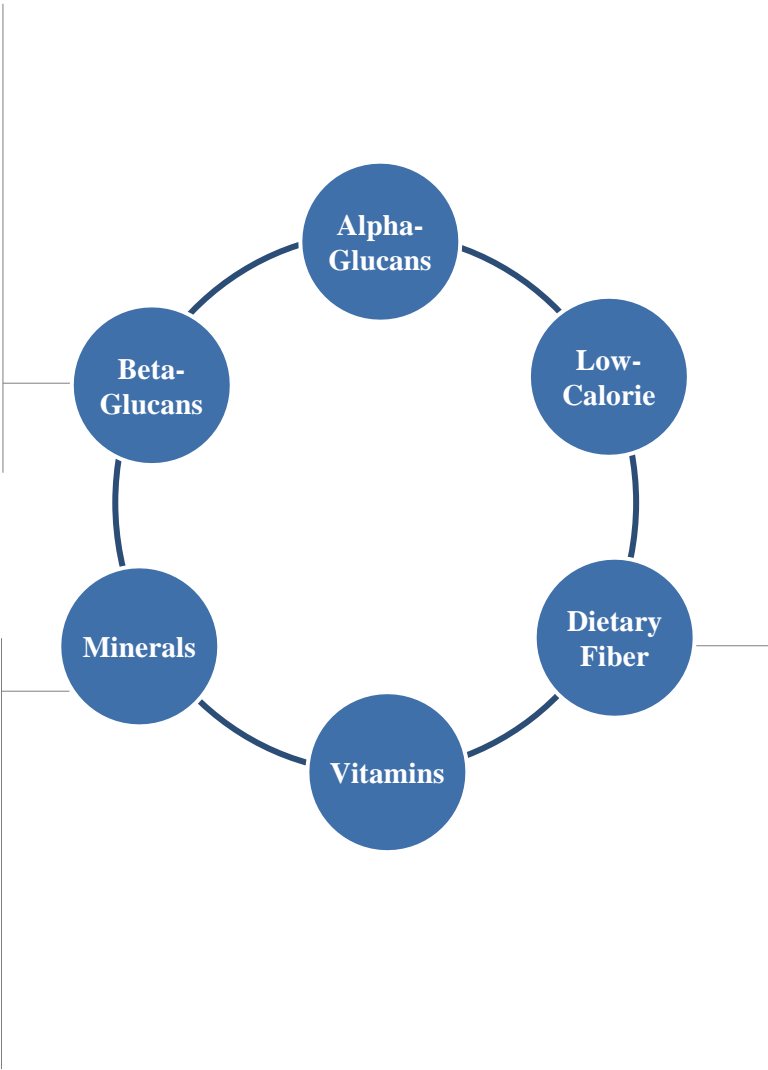 Alpha-
Glucans
Low-
Calorie
Dietary
Fiber
Vitamins
Minerals
Beta-
Glucans